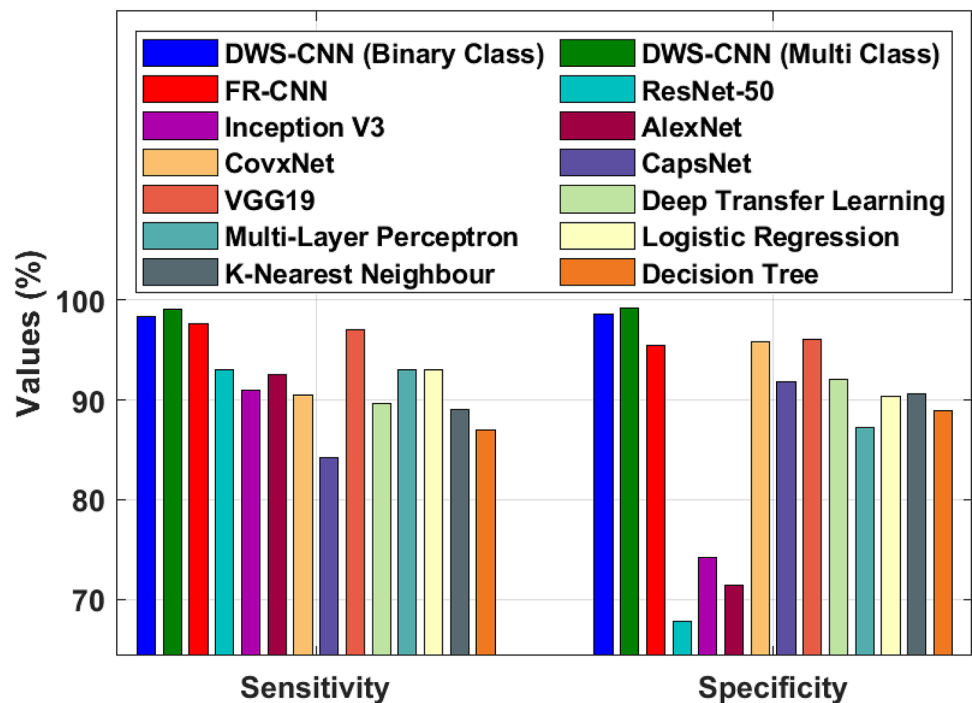 DWS-CNN (Binary Class) DWS-CNN (Multi Class)
FR-CNN ResNet-50
Inception V3 AlexNet
CovxNet CapsNet
VGG19 Deep Transfer Learning
Multi-Layer Perceptron Logistic Regression
K-Nearest Neighbour Decision Tree
Values (%)
100
90
80
70
Sensitivity Specificity